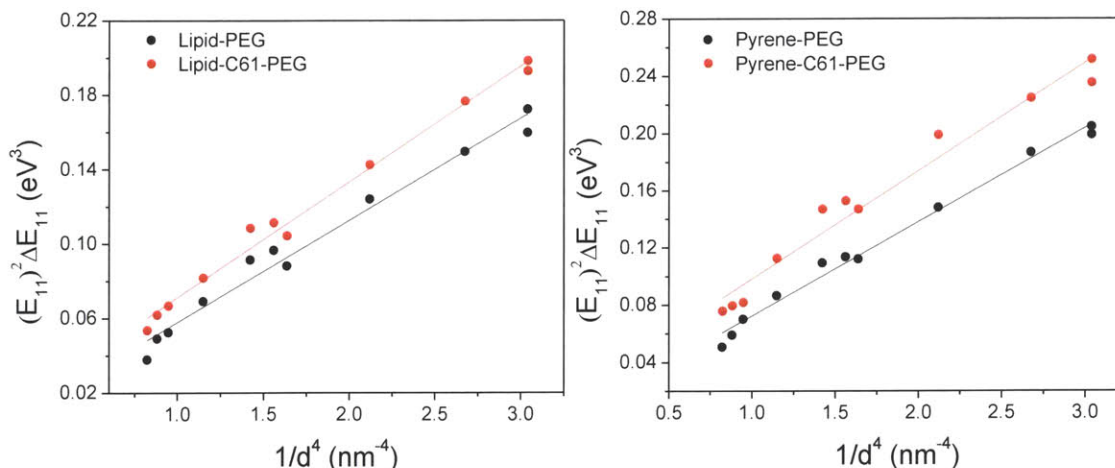 0.22
0.18
0.14
0.10
0.06
0.02
(E₁₁)²ΔE₁₁ (eV³)
Lipid-PEG
Lipid-C61-PEG
1.0 1.5 2.0 2.5 3.0
1/d⁴ (nm⁻⁴)
0.28
0.24
0.20
0.16
0.12
0.08
0.04
(E₁₁)²ΔE₁₁ (eV³)
Pyrene-PEG
Pyrene-C61-PEG
0.5 1.0 1.5 2.0 2.5 3.0
1/d⁴ (nm⁻⁴)